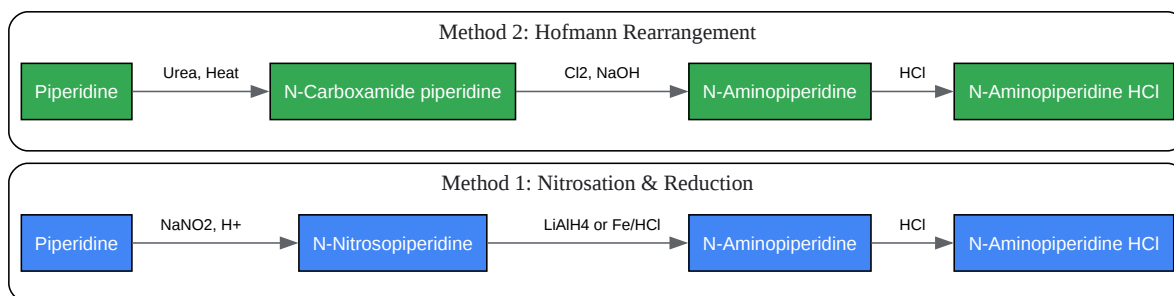 Method 2: Hofmann Rearrangement
Piperidine
Urea, Heat
N-Carboxamide piperidine
Cl2, NaOH
N-Aminopiperidine
HCl
N-Aminopiperidine HCl
Method 1: Nitrosation & Reduction
Piperidine
NaNO2, H+
N-Nitrosopiperidine
LiAlH4 or Fe/HCl
N-Aminopiperidine
HCl
N-Aminopiperidine HCl